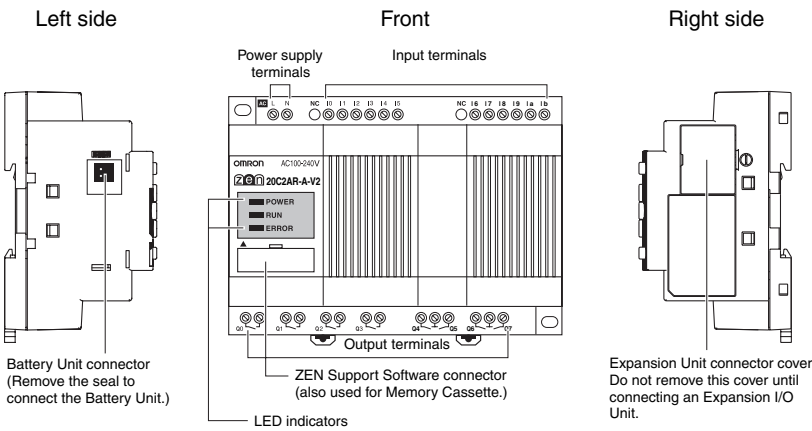 Left side
Front
Right side
Power supply
terminals
Input terminals
AC L N NC I0 I1 I2 I3 I4 I5 NC I6 I7 I8 I9 Ia Ib
OMRON AC100-240V
ZEN 20C2AR-A-V2
POWER
RUN
ERROR
Q0 Q1 Q2 Q3 Q4 Q5 Q6 Q7
Output terminals
Battery Unit connector
(Remove the seal to
connect the Battery Unit.)
ZEN Support Software connector
(also used for Memory Cassette.)
LED indicators
Expansion Unit connector cover
Do not remove this cover until
connecting an Expansion I/O
Unit.